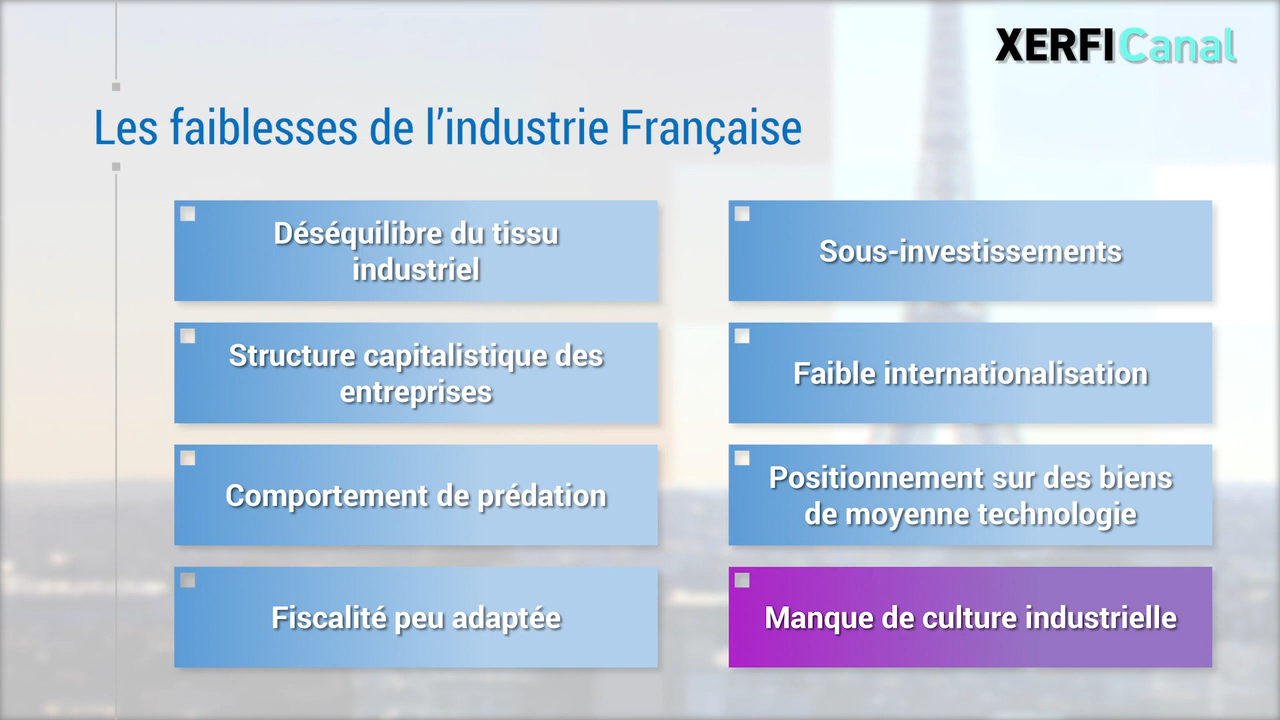 XERFI Canal
Les faiblesses de l’industrie Française
Déséquilibre du tissu
industriel
Structure capitalistique des
entreprises
Comportement de prédation
Fiscalité peu adaptée
Sous-investissements
Faible internationalisation
Positionnement sur des biens
de moyenne technologie
Manque de culture industrielle